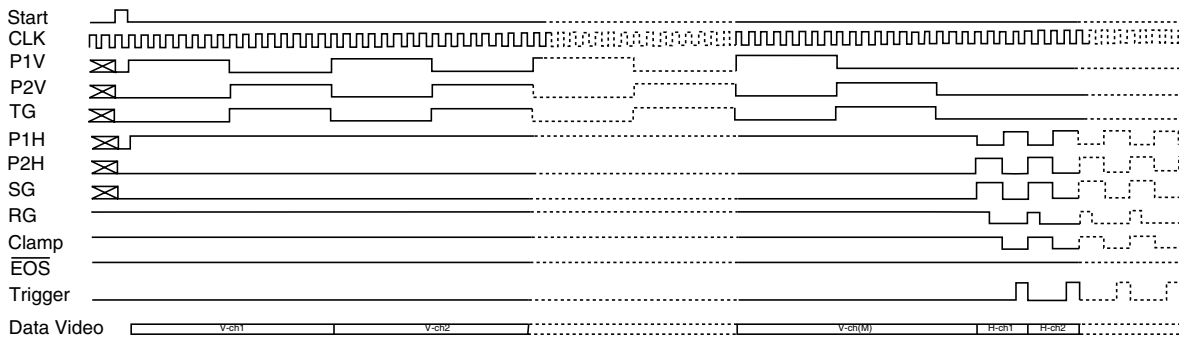 Start
CLK
P1V
P2V
TG
P1H
P2H
SG
RG
Clamp
EOS
Trigger
Data Video V-ch1 V-ch2 V-ch(M) H-ch1 H-ch2